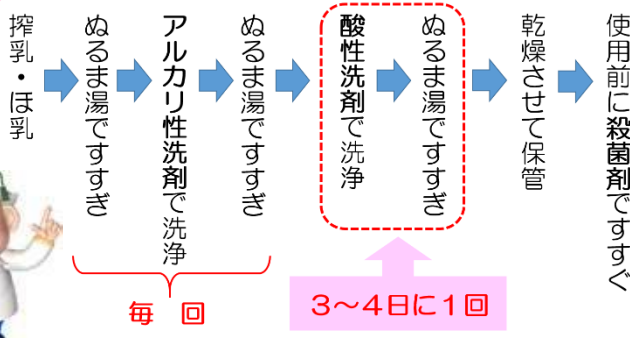 搾乳・ほ乳
ぬるま湯ですすぎ
アルカリ性洗剤で洗浄
ぬるま湯ですすぎ
酸性洗剤で洗浄
ぬるま湯ですすぎ
乾燥させて保管
使用前に殺菌剤ですすぐ
毎　回
３～４日に１回